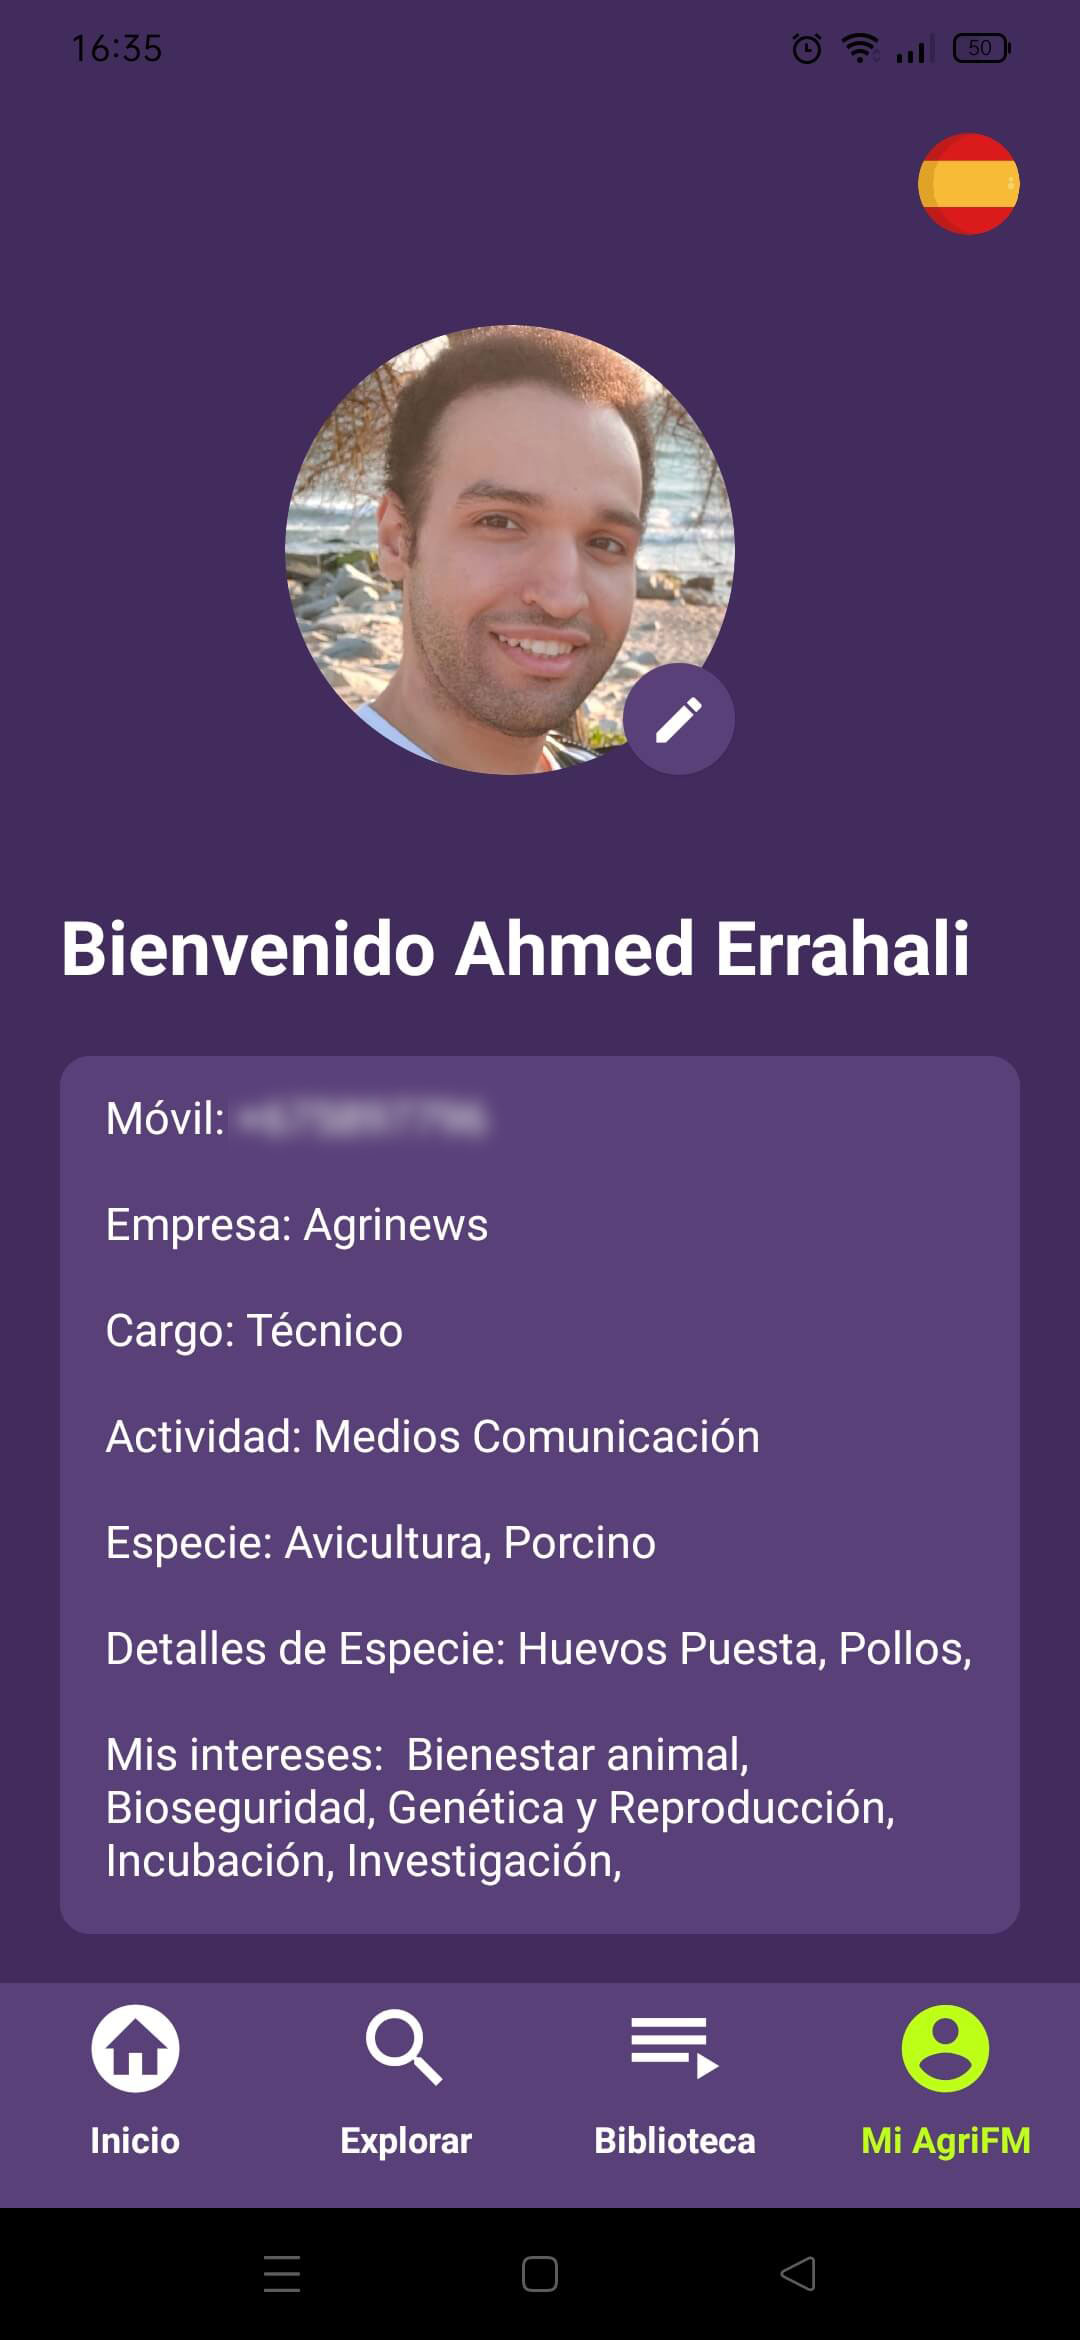 16:35
50
Bienvenido Ahmed Errahali
Móvil:
Empresa: Agrinews
Cargo: Técnico
Actividad: Medios Comunicación
Especie: Avicultura, Porcino
Detalles de Especie: Huevos Puesta, Pollos,
Mis intereses:  Bienestar animal,
Bioseguridad, Genética y Reproducción,
Incubación, Investigación,
Inicio
Explorar
Biblioteca
Mi AgriFM